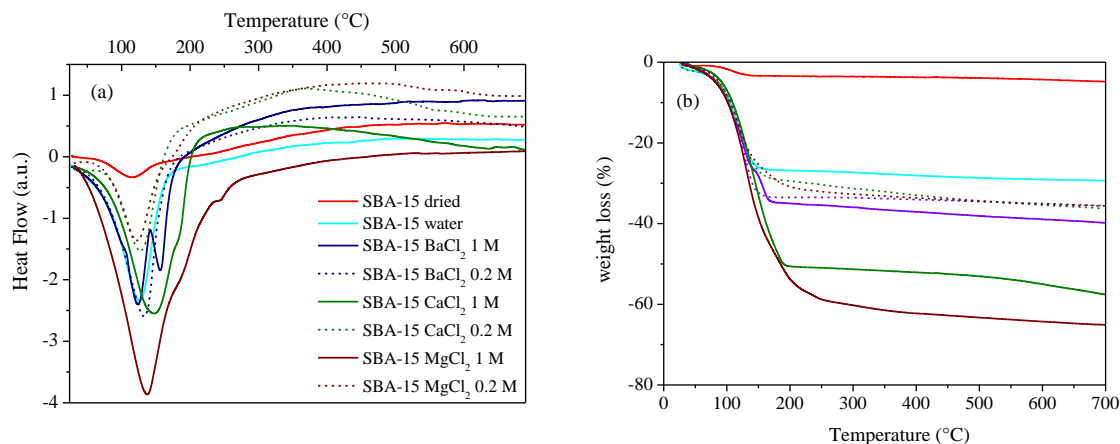 Temperature (°C)
100 200 300 400 500 600
(a)
1
0
-1
-2
-3
-4
Heat Flow (a.u.)
SBA-15 dried
SBA-15 water
SBA-15 BaCl2 1 M
SBA-15 BaCl2 0.2 M
SBA-15 CaCl2 1 M
SBA-15 CaCl2 0.2 M
SBA-15 MgCl2 1 M
SBA-15 MgCl2 0.2 M
(b)
0
-20
-40
-60
-80
weight loss (%)
0 100 200 300 400 500 600 700
Temperature (°C)